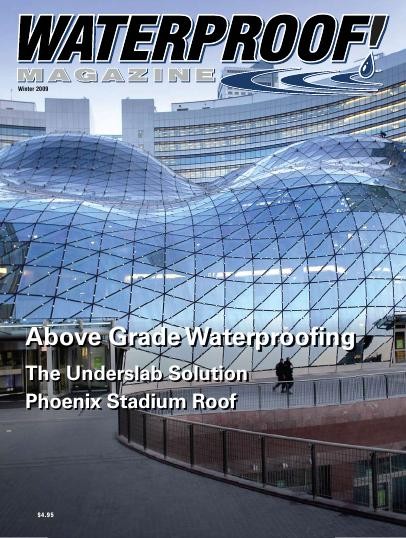 WATERPROOF!
MAGAZINE
Winter 2009
Above Grade Waterproofing
The Underslab Solution
Phoenix Stadium Roof
$4.95